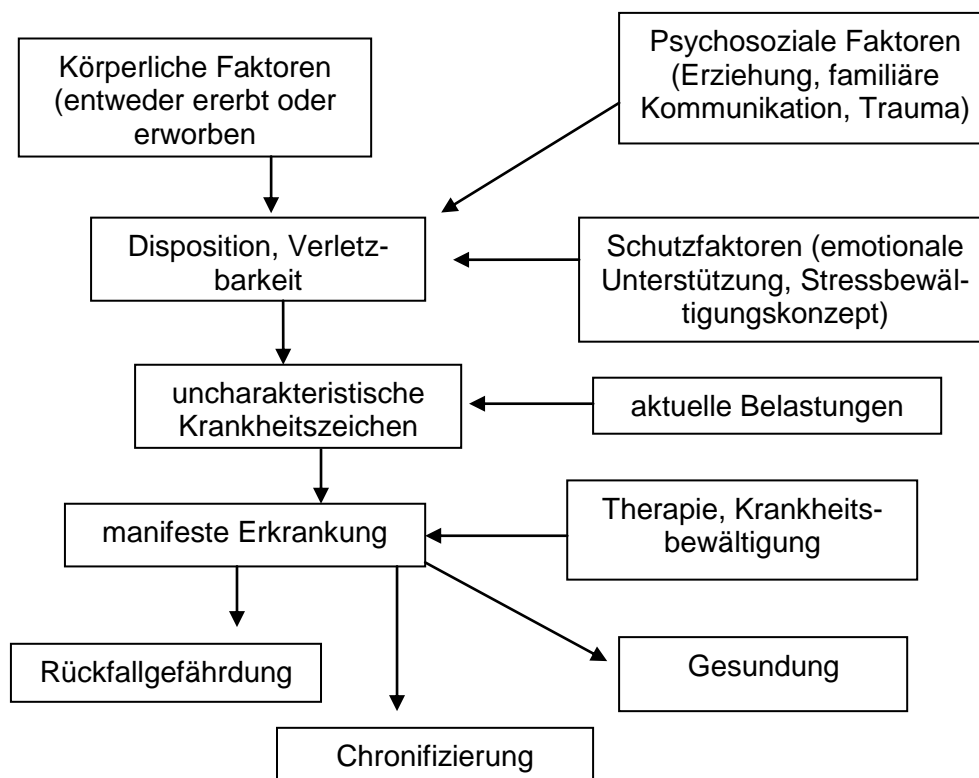 Körperliche Faktoren
(entweder ererbt oder
erworben
Psychosoziale Faktoren
(Erziehung, familiäre
Kommunikation, Trauma)
Disposition, Verletz-
barkeit
Schutzfaktoren (emotionale
Unterstützung, Stressbewäl-
tigungskonzept)
uncharakteristische
Krankheitszeichen
aktuelle Belastungen
manifeste Erkrankung
Therapie, Krankheits-
bewältigung
Rückfallgefährdung
Gesundung
Chronifizierung